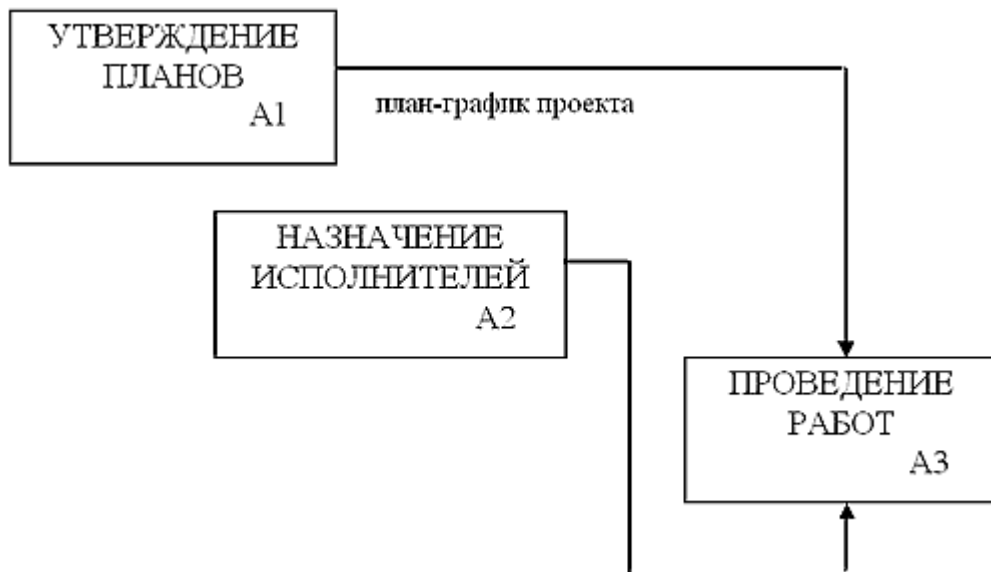 УТВЕРЖДЕНИЕ
ПЛАНОВ
А1
план-график проекта
НАЗНАЧЕНИЕ
ИСПОЛНИТЕЛЕЙ
А2
ПРОВЕДЕНИЕ
РАБОТ
А3